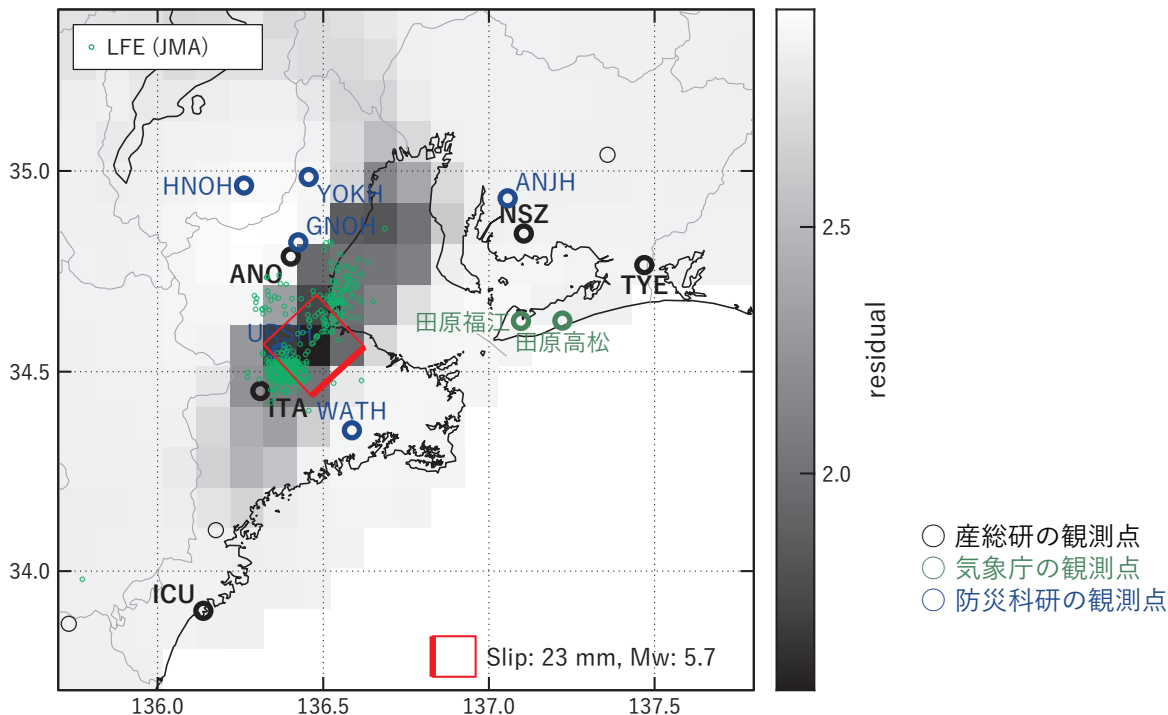 LFE (JMA)
35.0
34.5
34.0
HNOH
YOKH
GNOH
ANJH
NSZ
ANO
TYE
田原福江
田原高松
ITA
WATH
ICU
Slip: 23 mm, Mw: 5.7
136.0
136.5
137.0
137.5
2.5
2.0
residual
産総研の観測点
気象庁の観測点
防災科研の観測点